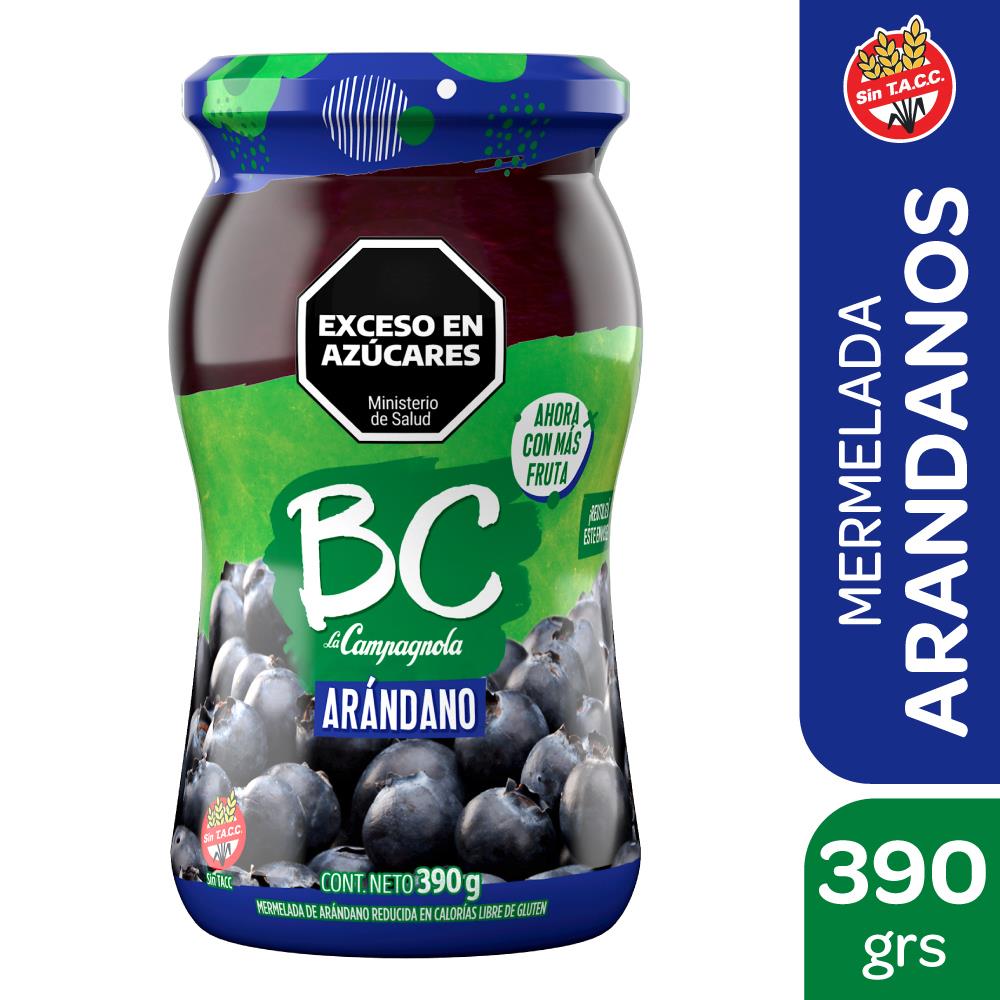 EXCESO EN
AZÚCARES
Ministerio
de Salud
AHORA
CON MÁS
FRUTA
BC
La Campagnola
ARÁNDANO
Sin T.A.C.C.
Sin TACC
CONT. NETO 390 g
MERMELADA DE ARÁNDANO REDUCIDA EN CALORÍAS LIBRE DE GLUTEN
Sin T.A.C.C.
MERMELADA
ARANDANOS
390
grs